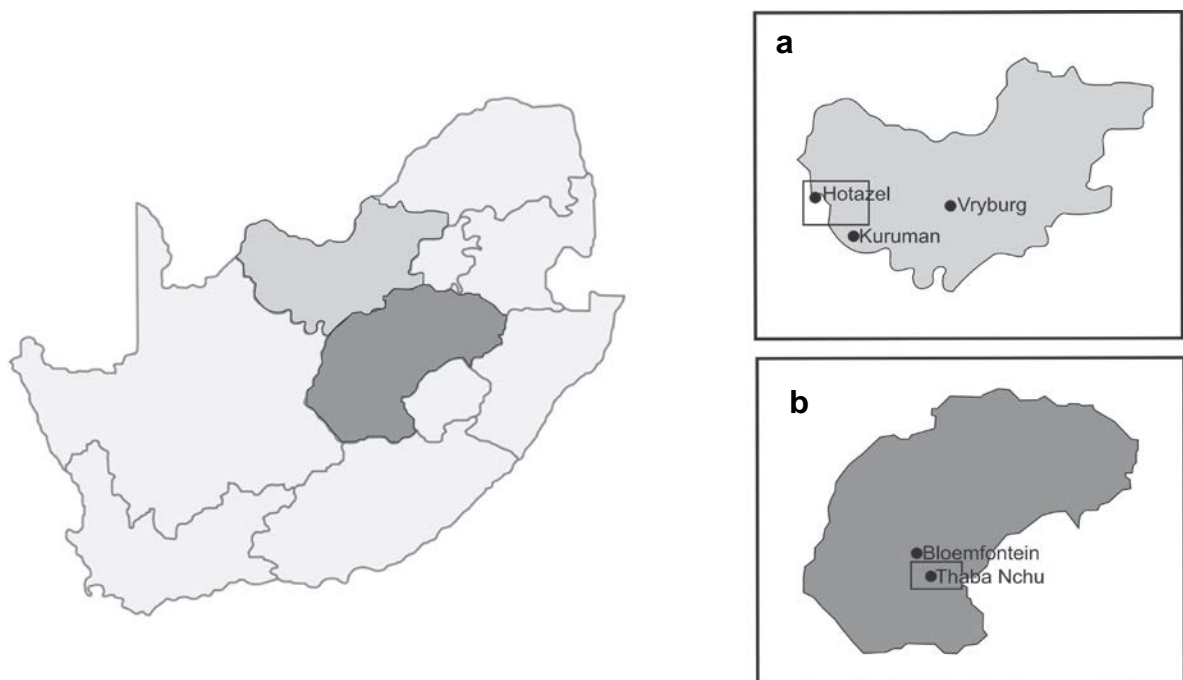 a
Hotazel
Vryburg
Kuruman
b
Bloemfontein
Thaba Nchu